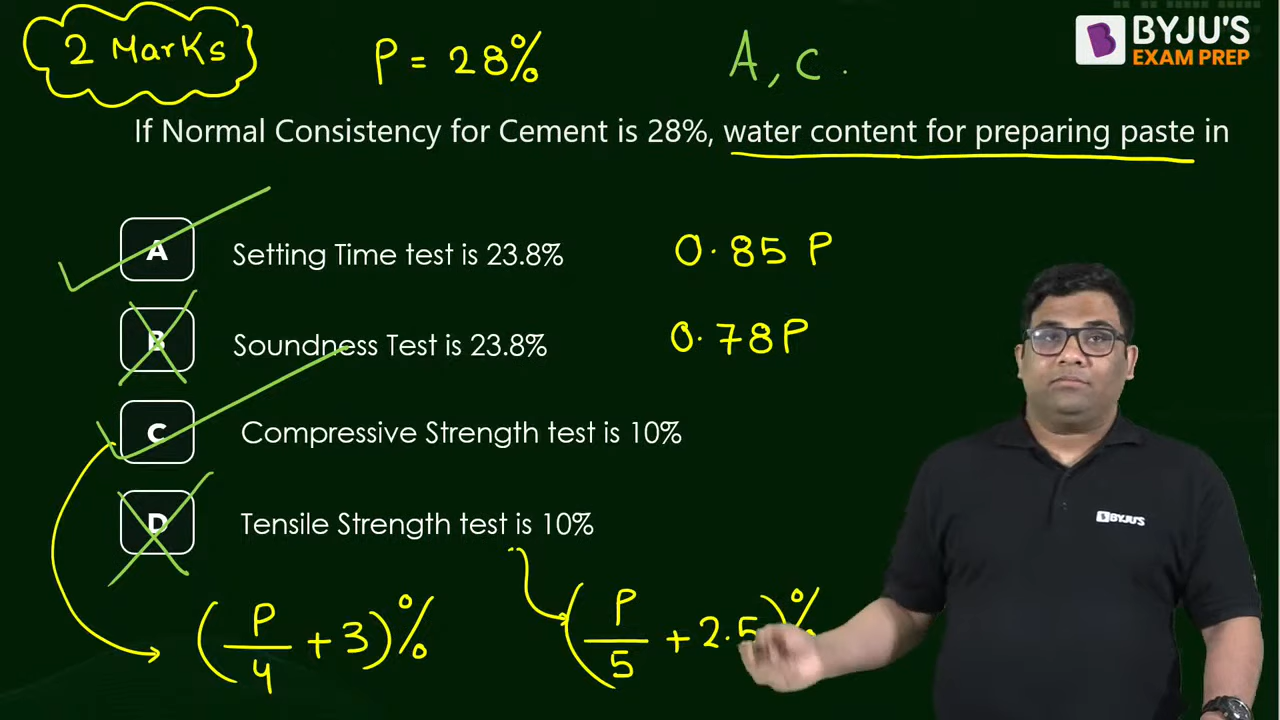 2 Marks
P = 28%
A, C.
BYJU'S
EXAM PREP
If Normal Consistency for Cement is 28%, water content for preparing paste in
A
Setting Time test is 23.8%
0.85 P
B
Soundness Test is 23.8%
0.78P
C
Compressive Strength test is 10%
D
Tensile Strength test is 10%
BYJU'S
(P/4 + 3)%
(P/5 + 2.5)%